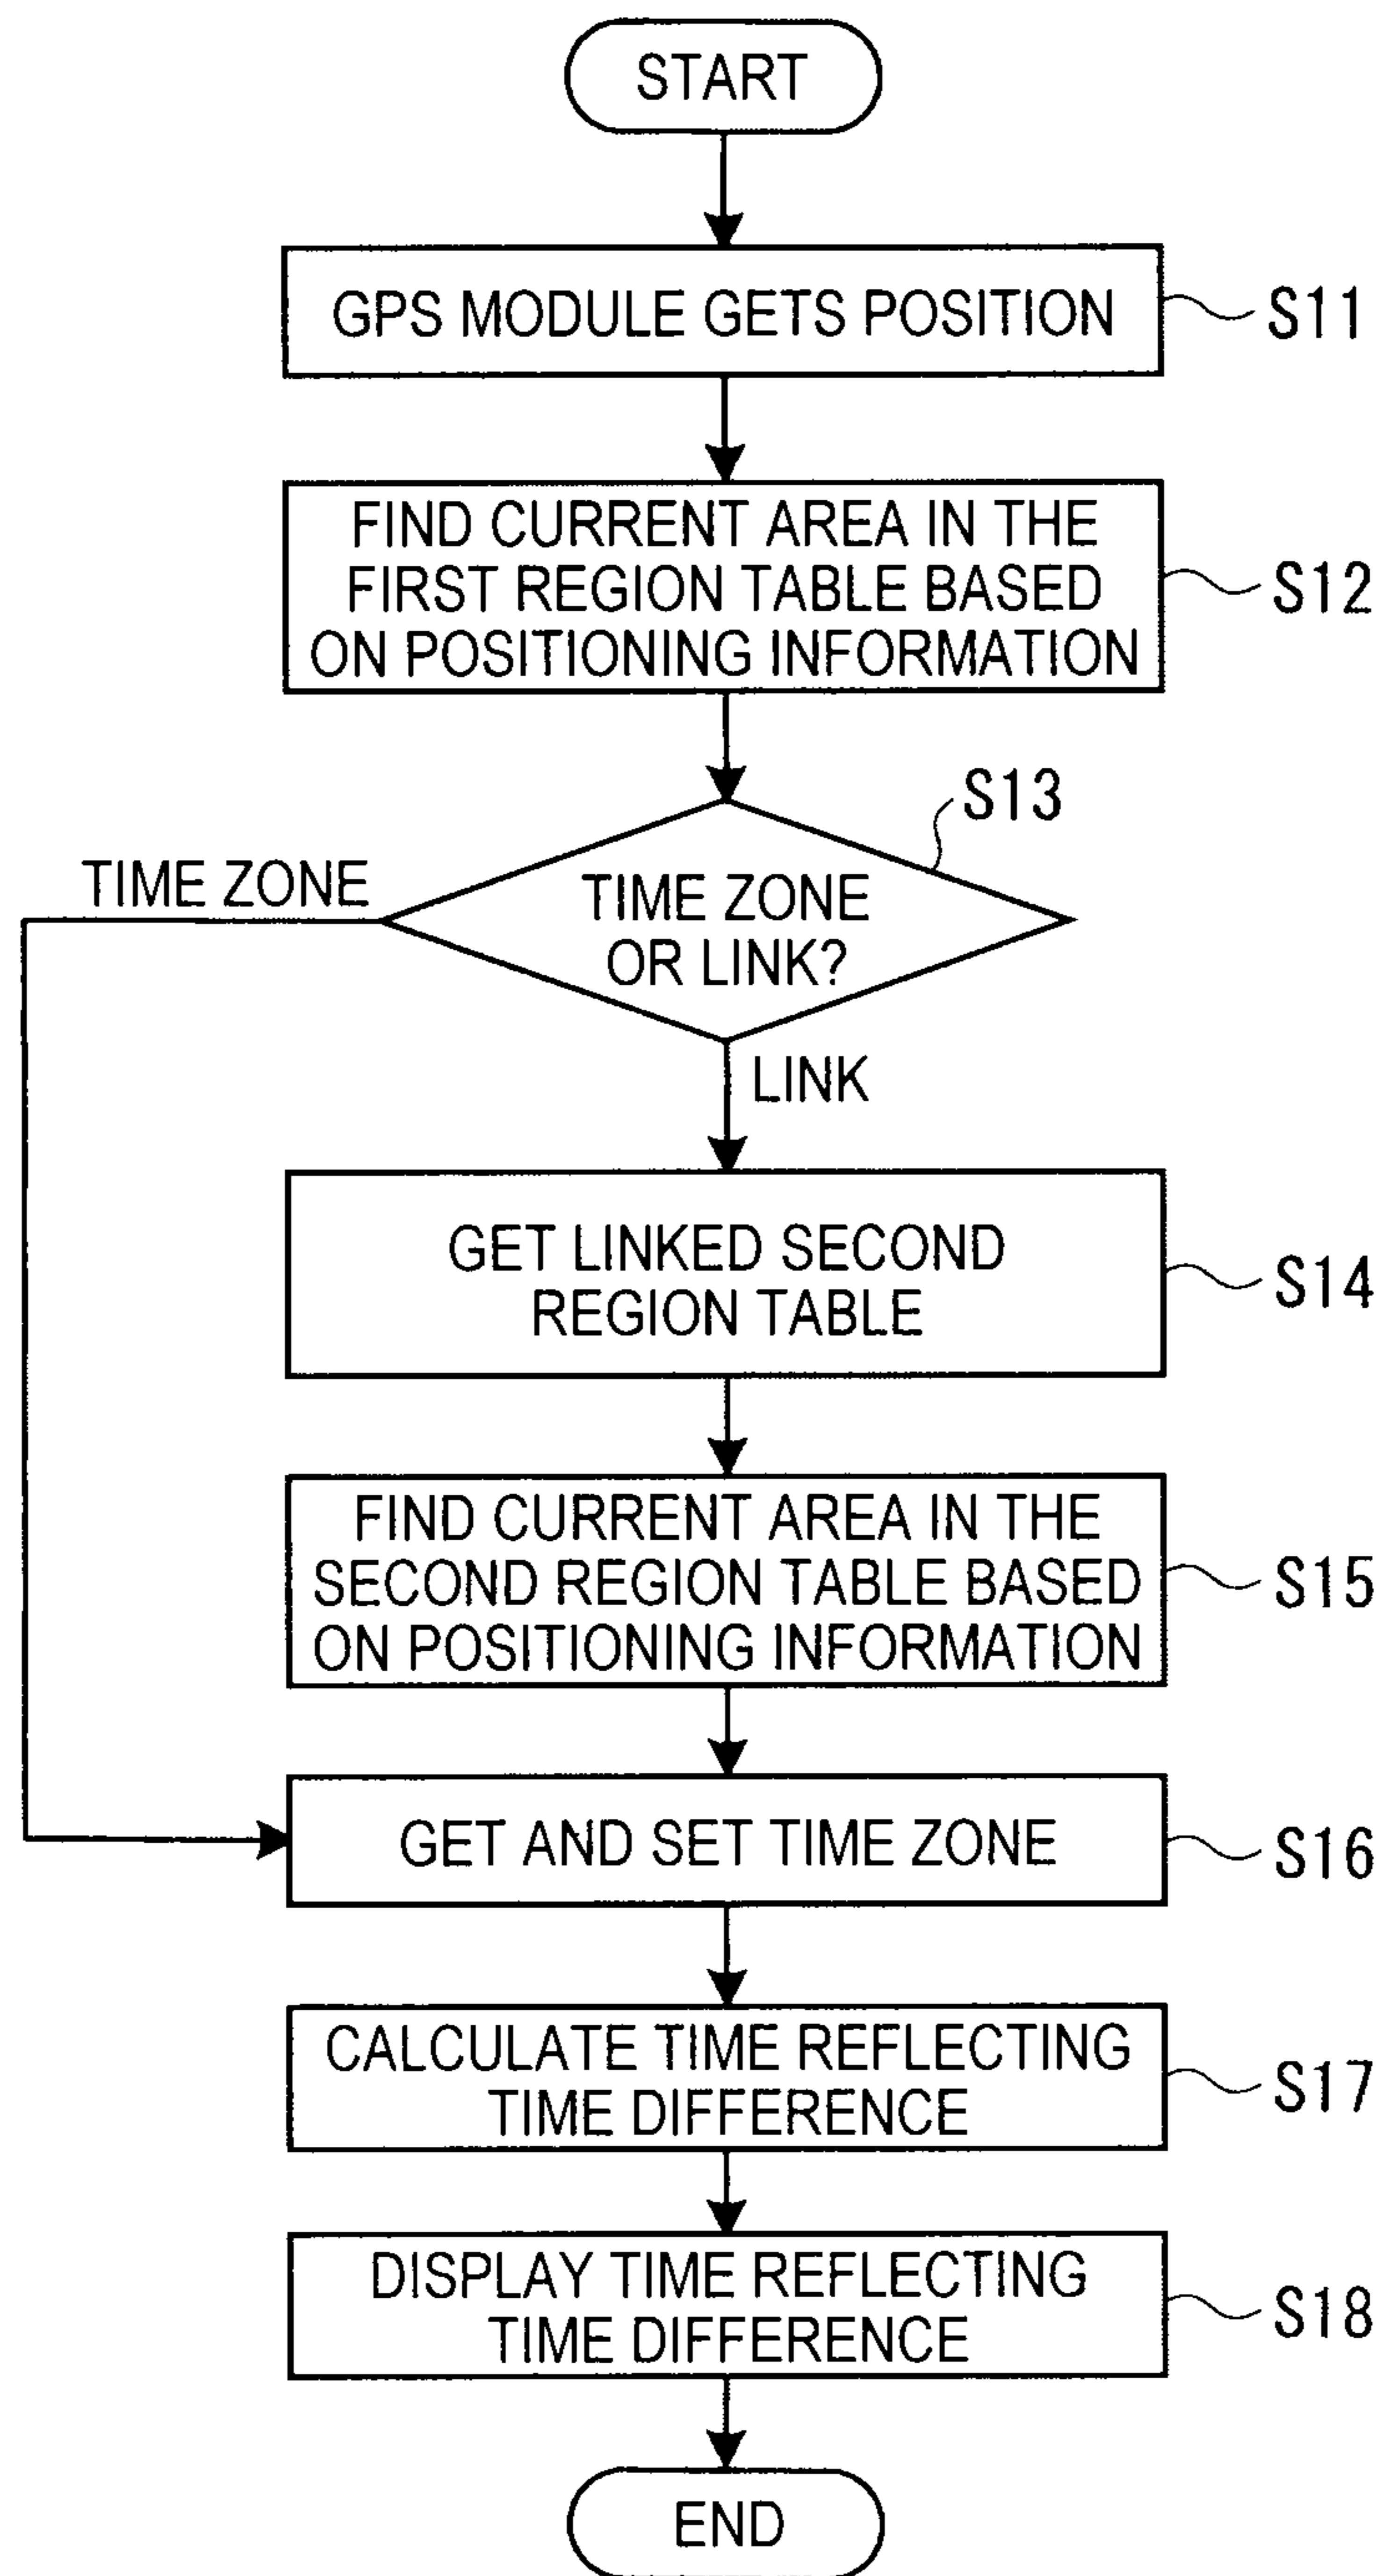 START
GPS MODULE GETS POSITION
S11
FIND CURRENT AREA IN THE
FIRST REGION TABLE BASED
ON POSITIONING INFORMATION
S12
S13
TIME ZONE
TIME ZONE
OR LINK?
LINK
GET LINKED SECOND
REGION TABLE
S14
FIND CURRENT AREA IN THE
SECOND REGION TABLE BASED
ON POSITIONING INFORMATION
S15
GET AND SET TIME ZONE
S16
CALCULATE TIME REFLECTING
TIME DIFFERENCE
S17
DISPLAY TIME REFLECTING
TIME DIFFERENCE
S18
END